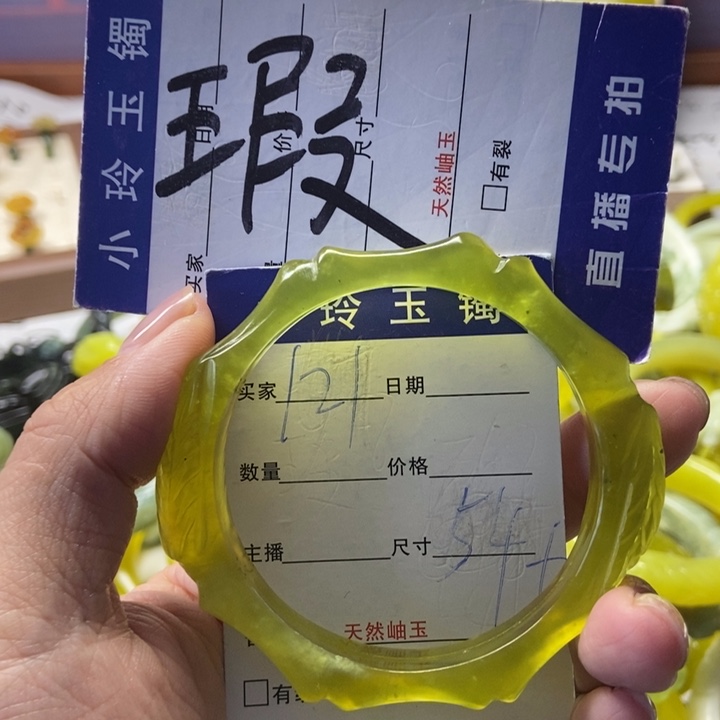 小玲玉镯
瑕
日期
价
尺寸
买家
天然岫玉
□有裂
直播专拍
玲玉镯
买家 121 日期
数量 价格
主播 尺寸 54
天然岫玉
□有